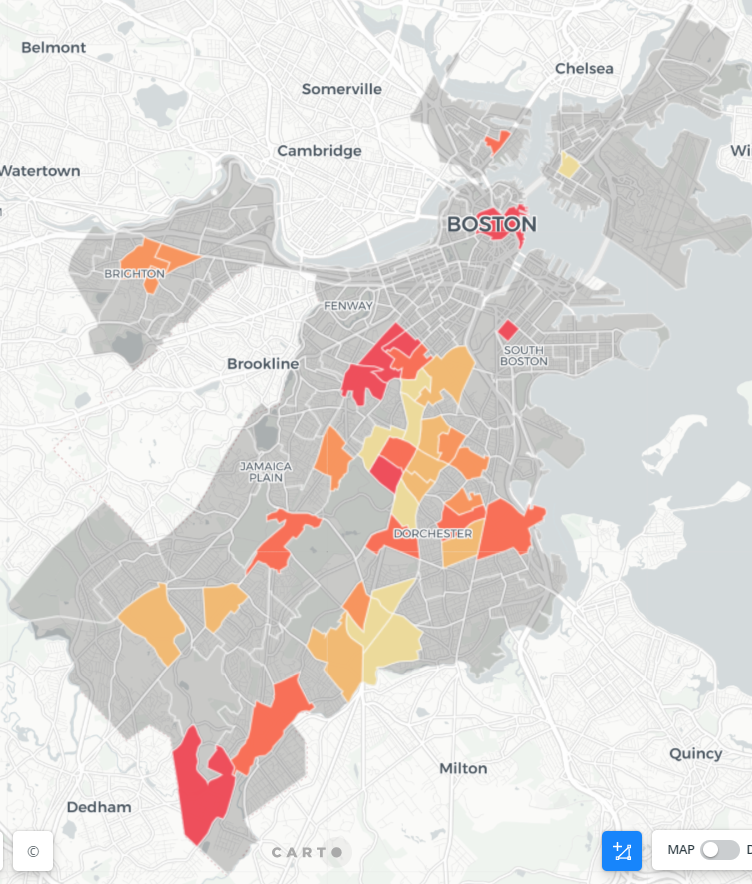 Belmont
Chelsea
Somerville
Cambridge
Watertown
Wi
BOSTON
BRIGHTON
FENWAY
SOUTH
BOSTON
Brookline
JAMAICA
PLAIN
DORCHESTER
Quincy
Milton
Dedham
©
CARTO
MAP
D